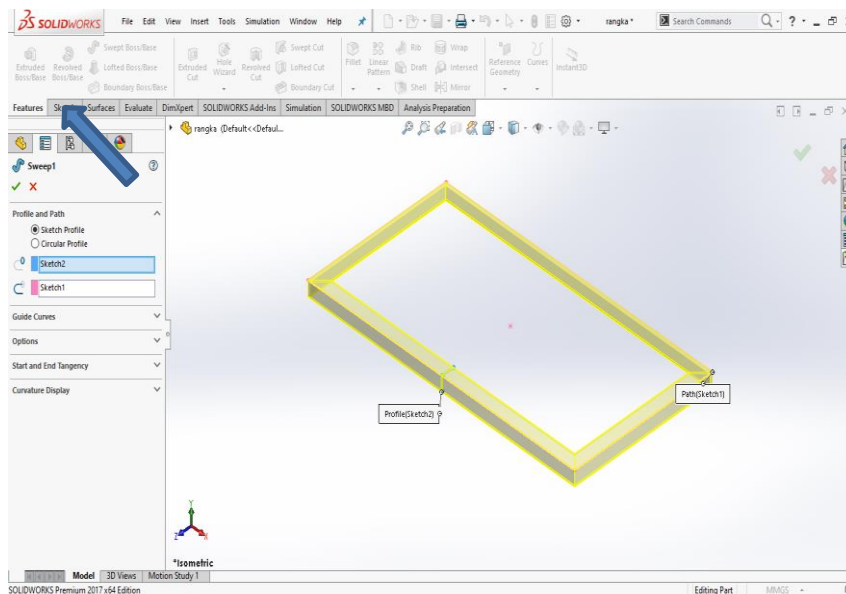 SOLIDWORKS File Edit View Insert Tools Simulation Window Help rangka * Search Commands
Extruded Boss/Base
Revolved Boss/Base
Swept Boss/Base
Lofted Boss/Base
Boundary Boss/Base
Extruded Cut
Hole Wizard
Revolved Cut
Swept Cut
Lofted Cut
Boundary Cut
Fillet
Linear Pattern
Rib
Draft
Shell
Wrap
Intersect
Mirror
Reference Geometry
Curves
Instant3D
Features Surfaces Evaluate DimXpert SOLIDWORKS Add-Ins Simulation SOLIDWORKS MBD Analysis Preparation
rangka (Default<<Defaul...
Sweep1
Profile and Path
Sketch Profile
Circular Profile
Sketch2
Sketch1
Guide Curves
Options
Start and End Tangency
Curvature Display
Path(Sketch1)
Profile(Sketch2)
Y
Z
X
*Isometric
Model 3D Views Motion Study 1
SOLIDWORKS Premium 2017 x64 Edition Editing Part MMGS